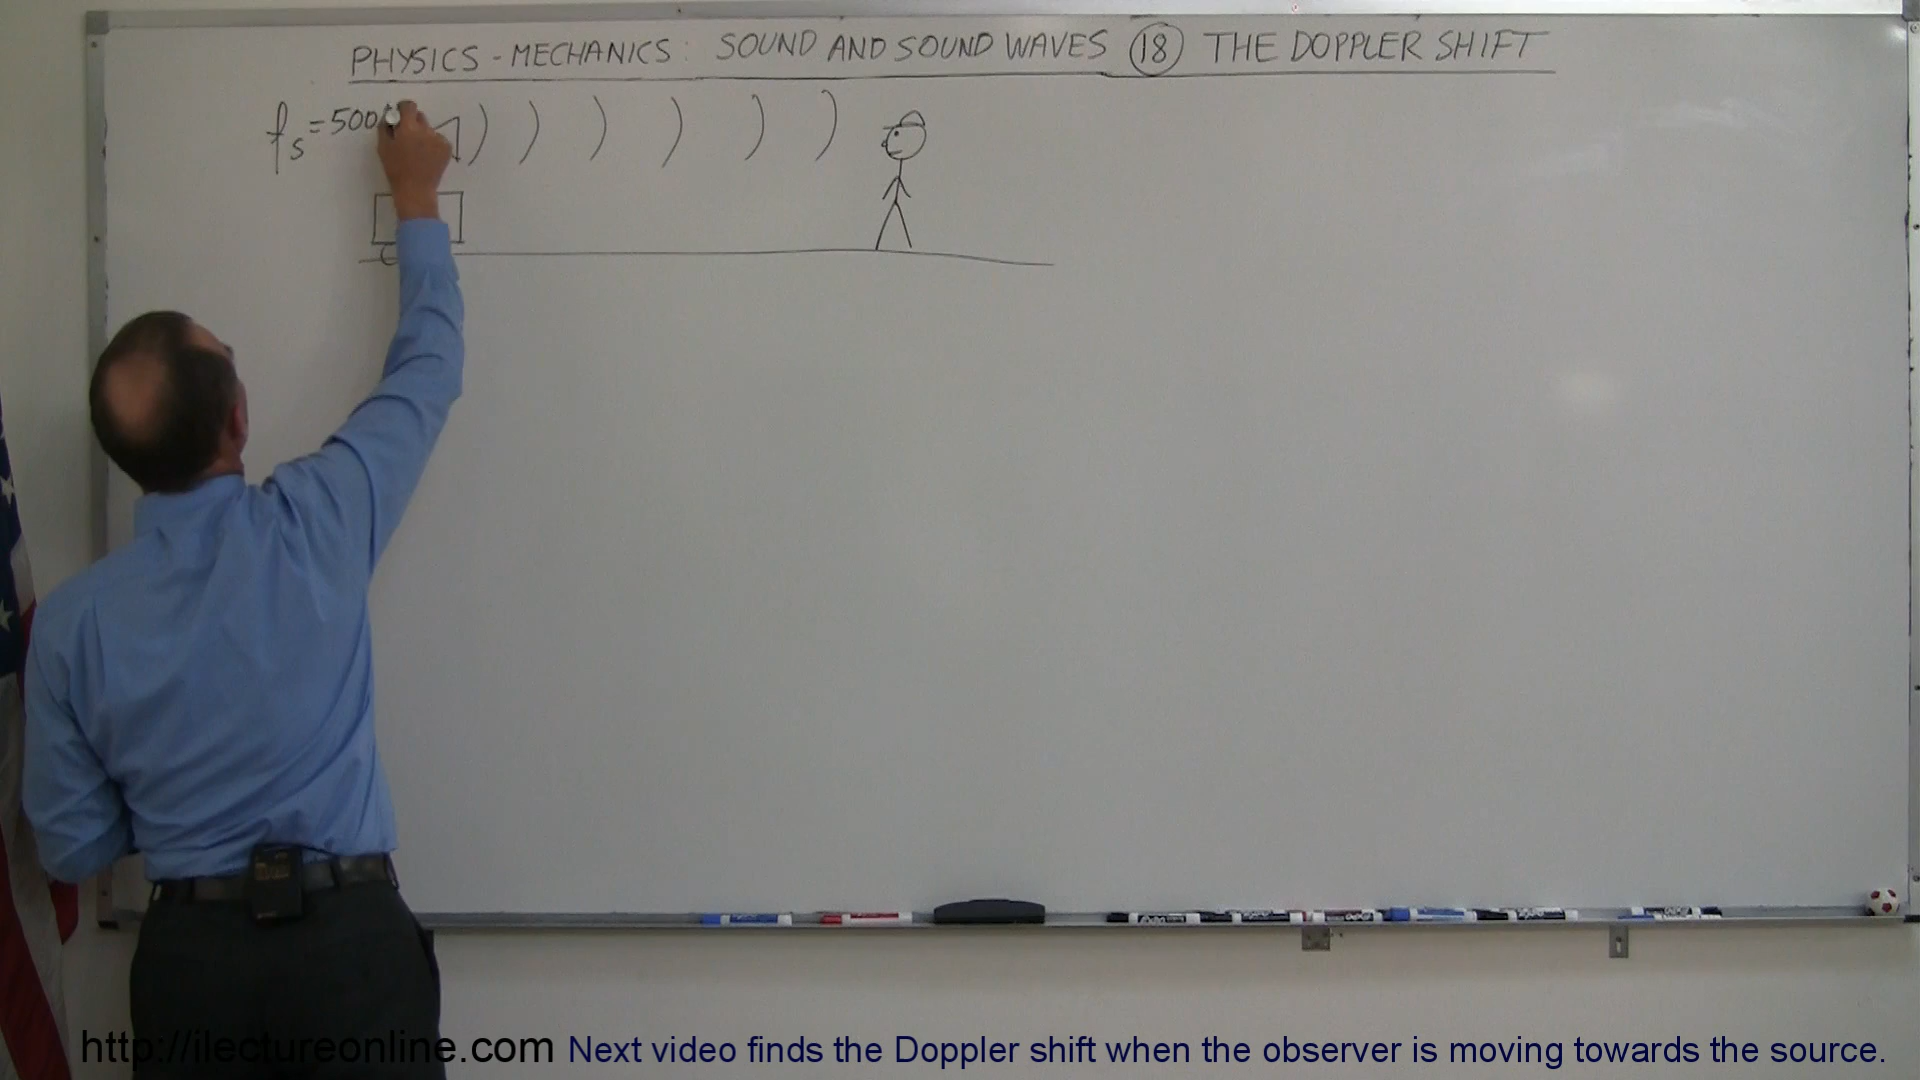 PHYSICS - MECHANICS: SOUND AND SOUND WAVES 18 THE DOPPLER SHIFT
fs = 500
http://ilectureonline.com Next video finds the Doppler shift when the observer is moving towards the source.